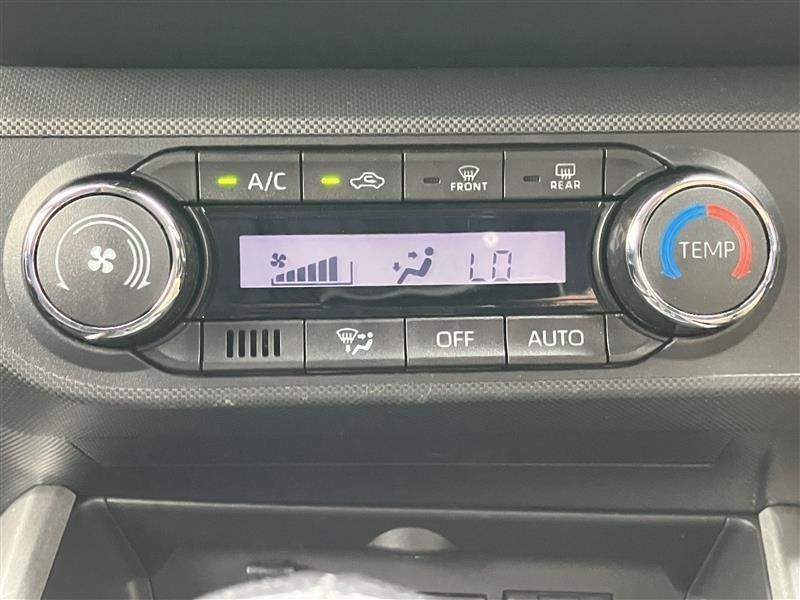 A/C
FRONT
REAR
LO
TEMP
OFF
AUTO